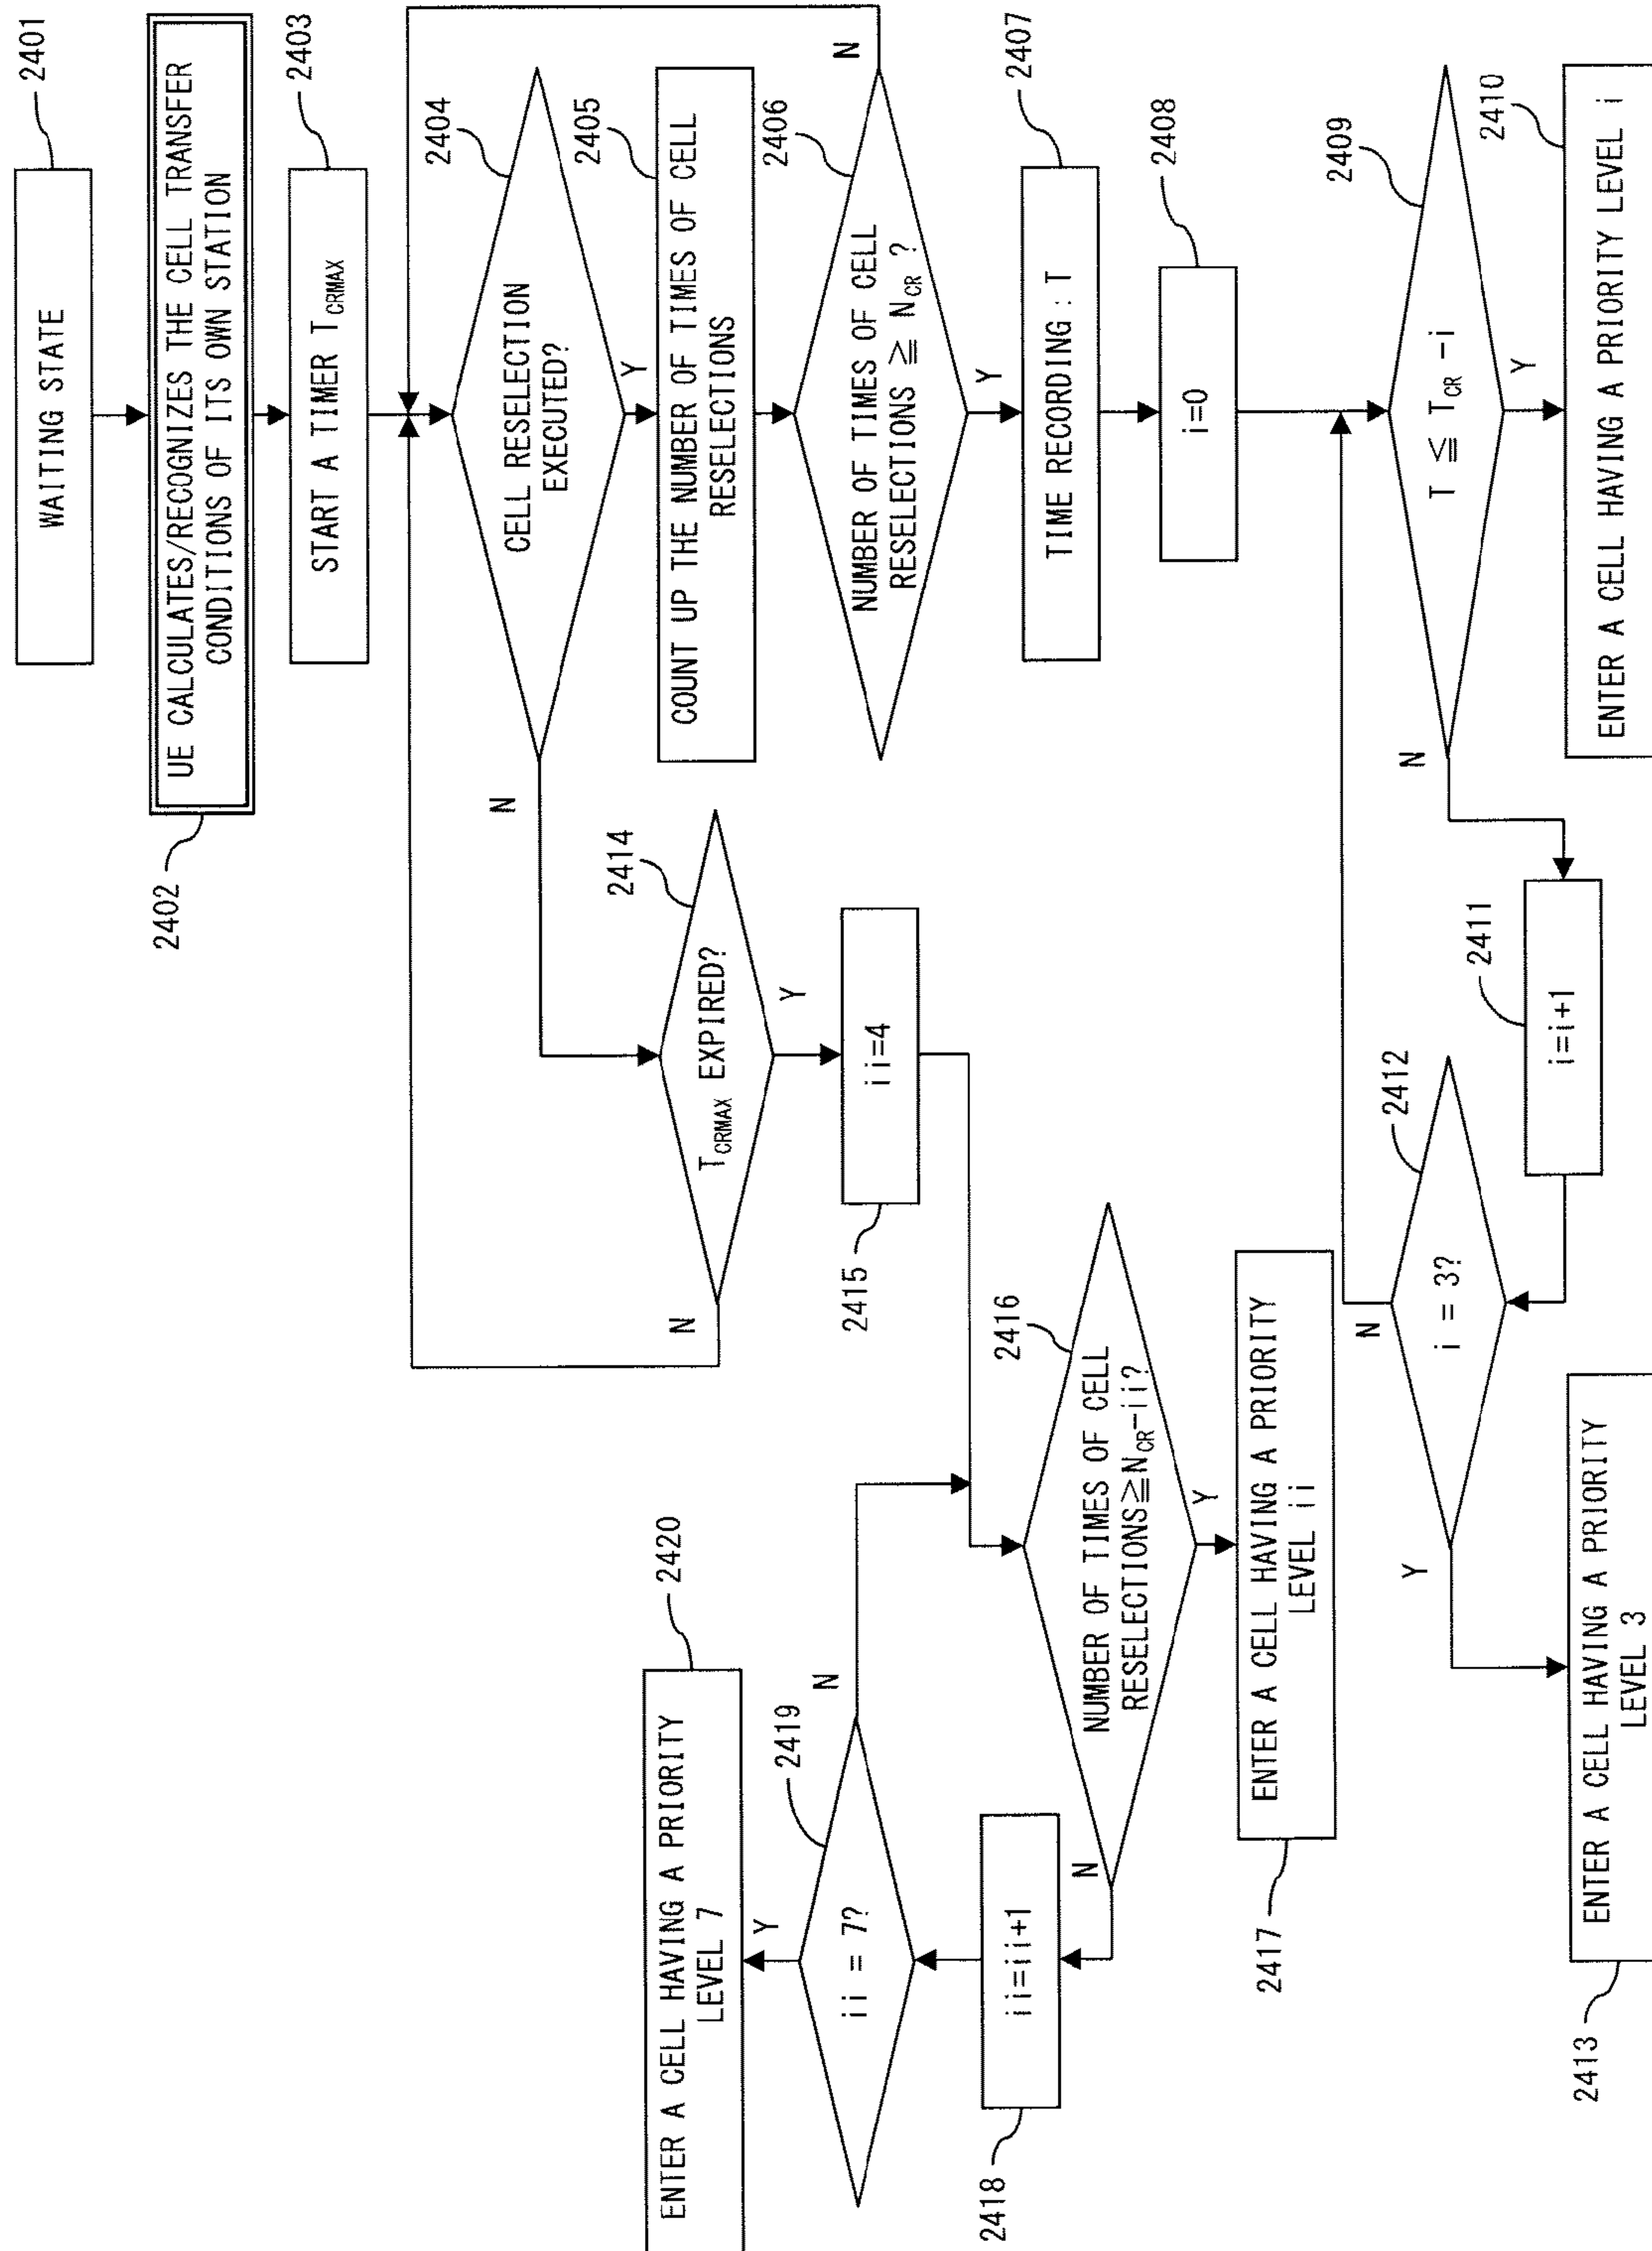 WAITING STATE
2401
UE CALCULATES/RECOGNIZES THE CELL TRANSFER
CONDITIONS OF ITS OWN STATION
2402
START A TIMER TCRMAX
2403
CELL RESELECTION
EXECUTED?
2404
N
Y
COUNT UP THE NUMBER OF TIMES OF CELL
RESELECTIONS
2405
NUMBER OF TIMES OF CELL
RESELECTIONS ≧ NCR ?
2406
N
Y
TIME RECORDING : T
2407
i=0
2408
T ≦ TCR -i
2409
N
Y
ENTER A CELL HAVING A PRIORITY LEVEL i
2410
i=i+1
2411
i = 3?
2412
N
Y
ENTER A CELL HAVING A PRIORITY
LEVEL 3
2413
TCRMAX EXPIRED?
2414
N
Y
ii=4
2415
NUMBER OF TIMES OF CELL
RESELECTIONS≧NCR-ii?
2416
N
Y
ENTER A CELL HAVING A PRIORITY
LEVEL ii
2417
ii=ii+1
2418
ii = 7?
2419
N
Y
ENTER A CELL HAVING A PRIORITY
LEVEL 7
2420